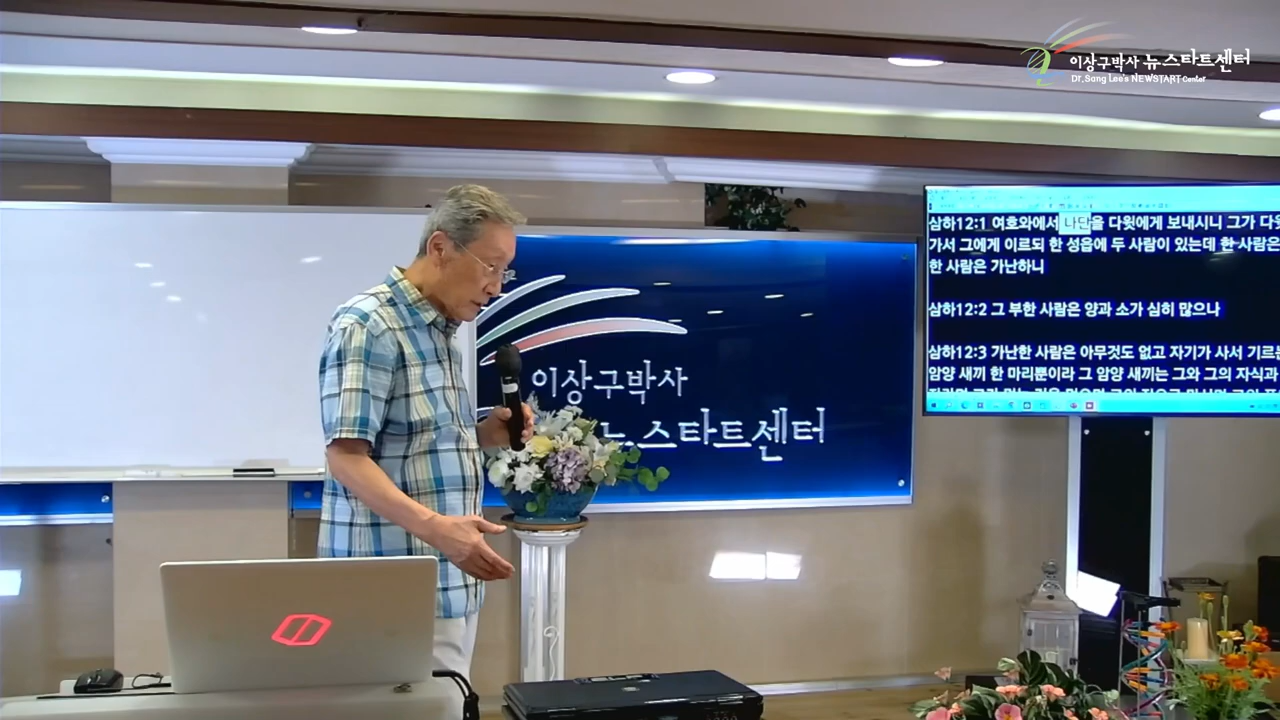 이상구박사 뉴스타트센터
Dr.Sang Lee's NEWSTART Center
이상구박사
뉴스타트센터
삼하12:1 여호와에서 나단을 다윗에게 보내시니 그가
가서 그에게 이르되 한 성읍에 두 사람이 있는데 한 사람은
한 사람은 가난하니
삼하12:2 그 부한 사람은 양과 소가 심히 많으나
삼하12:3 가난한 사람은 아무것도 없고 자기가 사서
암양 새끼 한 마리뿐이라 그 암양 새끼는 그와 그의 자식과